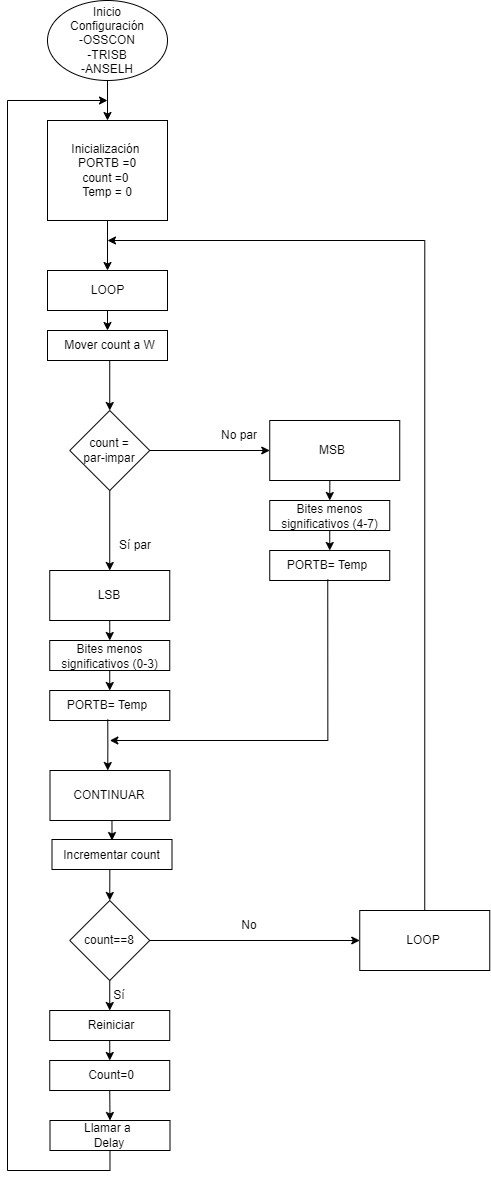 Inicio
Configuración
-OSSCON
-TRISB
-ANSELH
Inicialización
PORTB =0
count =0
Temp = 0
LOOP
Mover count a W
count =
par-impar
No par
MSB
Bites menos
significativos (4-7)
PORTB= Temp
Sí par
LSB
Bites menos
significativos (0-3)
PORTB= Temp
CONTINUAR
Incrementar count
count==8
No
LOOP
Sí
Reiniciar
Count=0
Llamar a
Delay